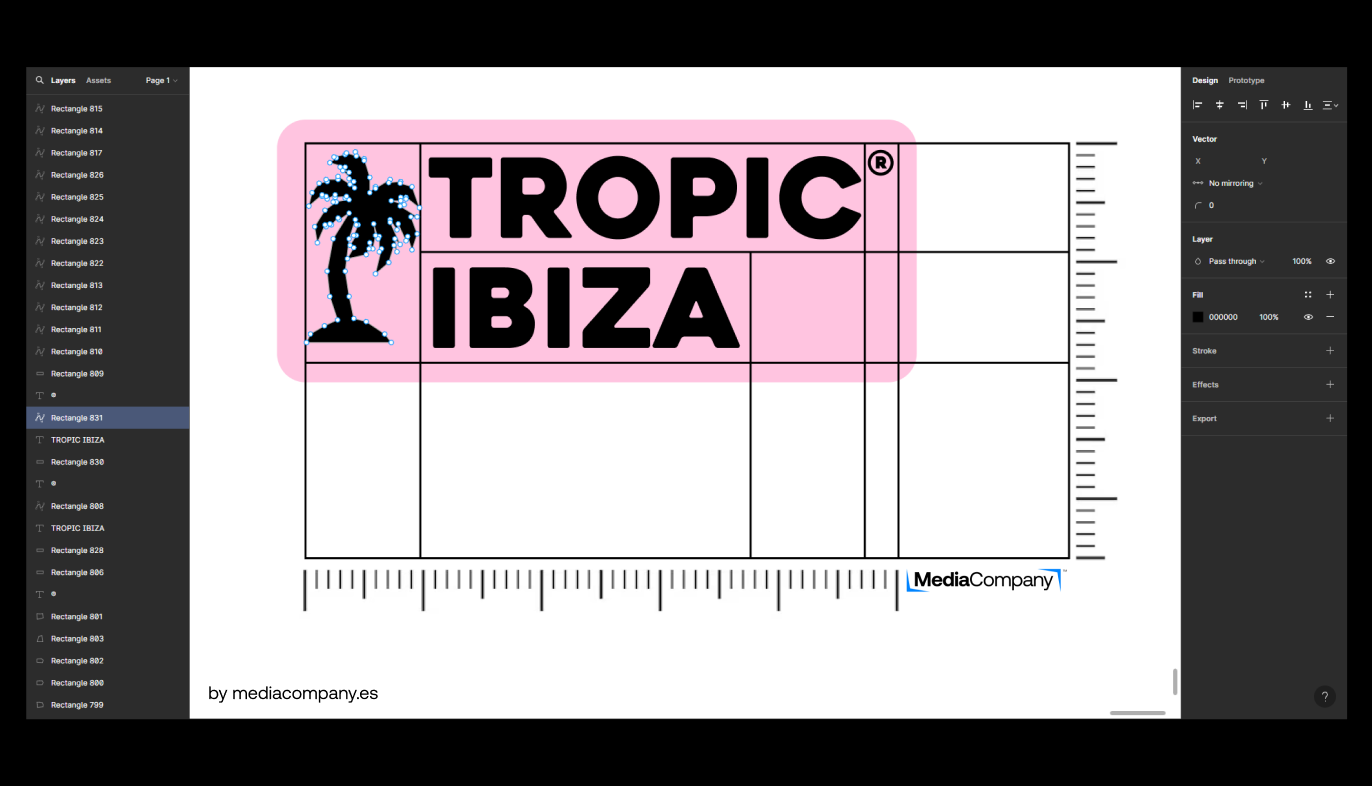 Layers Assets Page 1
Rectangle 815
Rectangle 814
Rectangle 817
Rectangle 826
Rectangle 825
Rectangle 824
Rectangle 823
Rectangle 822
Rectangle 813
Rectangle 812
Rectangle 811
Rectangle 810
Rectangle 809
®
Rectangle 831
TROPIC IBIZA
Rectangle 830
®
Rectangle 808
TROPIC IBIZA
Rectangle 828
Rectangle 806
®
Rectangle 801
Rectangle 803
Rectangle 802
Rectangle 800
Rectangle 799
TROPIC®
IBIZA
MediaCompany™
by mediacompany.es
Design Prototype
Vector
X Y
No mirroring
0
Layer
Pass through 100%
Fill
000000 100%
Stroke
Effects
Export
?